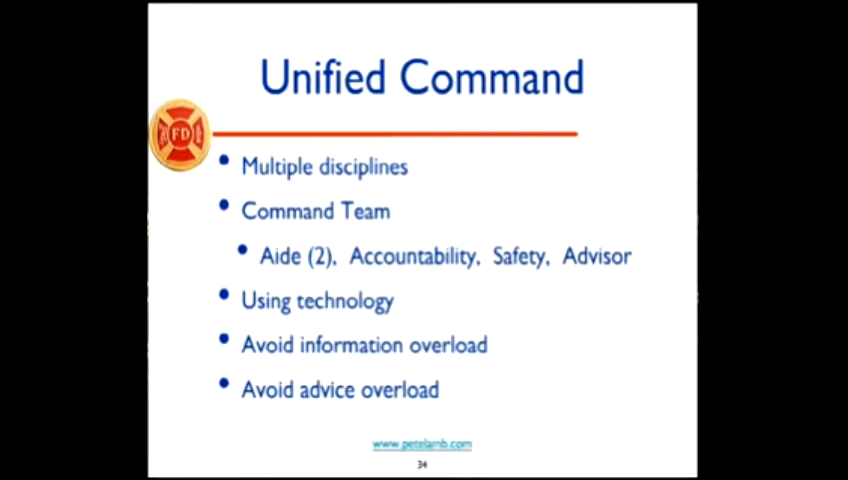 Unified Command
FD
• Multiple disciplines
• Command Team
• Aide (2), Accountability, Safety, Advisor
• Using technology
• Avoid information overload
• Avoid advice overload
www.petelamb.com
34